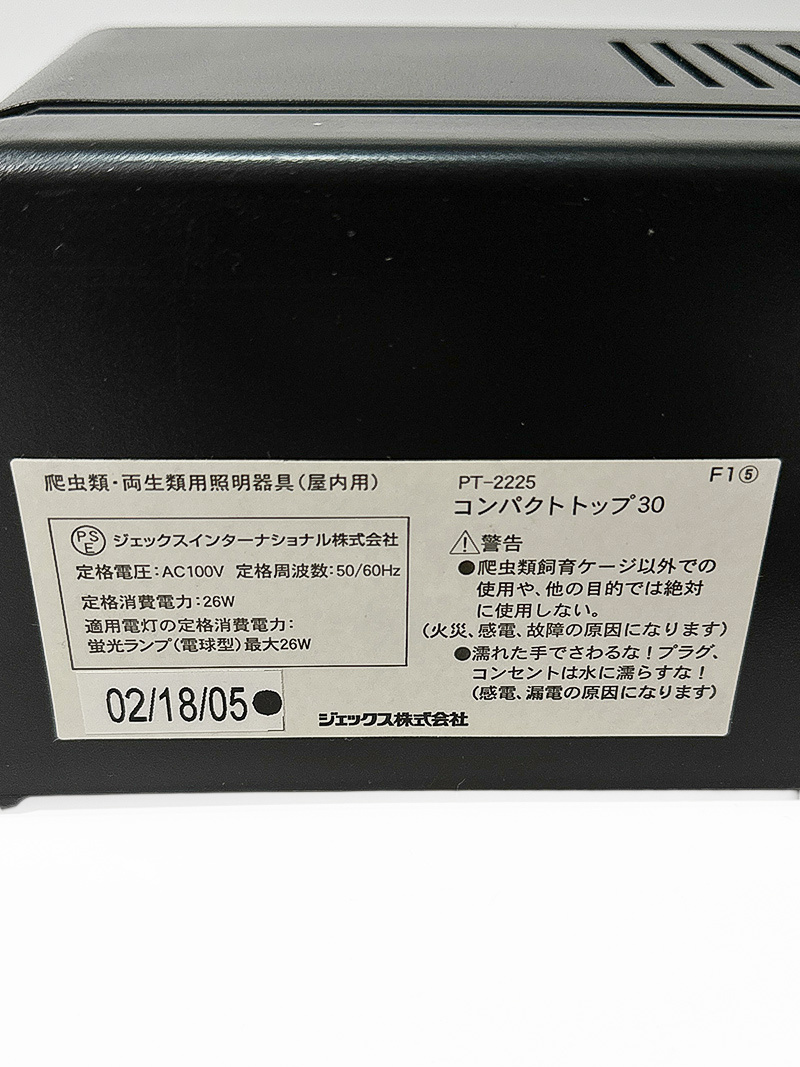 爬虫類・両生類用照明器具（屋内用）
PSE ジェックスインターナショナル株式会社
定格電圧:AC100V 定格周波数:50/60Hz
定格消費電力:26W
適用電灯の定格消費電力:
蛍光ランプ(電球型)最大26W
02/18/05●
ジェックス株式会社
F1⑤
PT-2225
コンパクトトップ30
⚠警告
●爬虫類飼育ケージ以外での
使用や、他の目的では絶対
に使用しない。
(火災、感電、故障の原因になります)
●濡れた手でさわるな！プラグ、
コンセントは水に濡らすな！
(感電、漏電の原因になります)